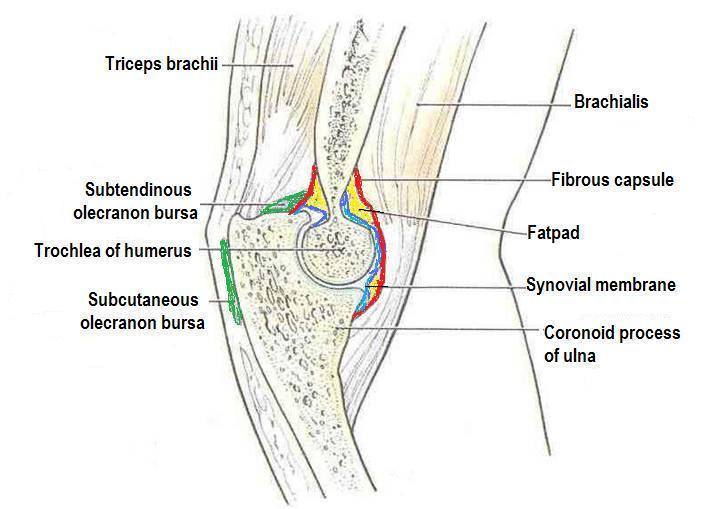 Triceps brachii
Brachialis
Fibrous capsule
Subtendinous
olecranon bursa
Fatpad
Trochlea of humerus
Synovial membrane
Subcutaneous
olecranon bursa
Coronoid process
of ulna